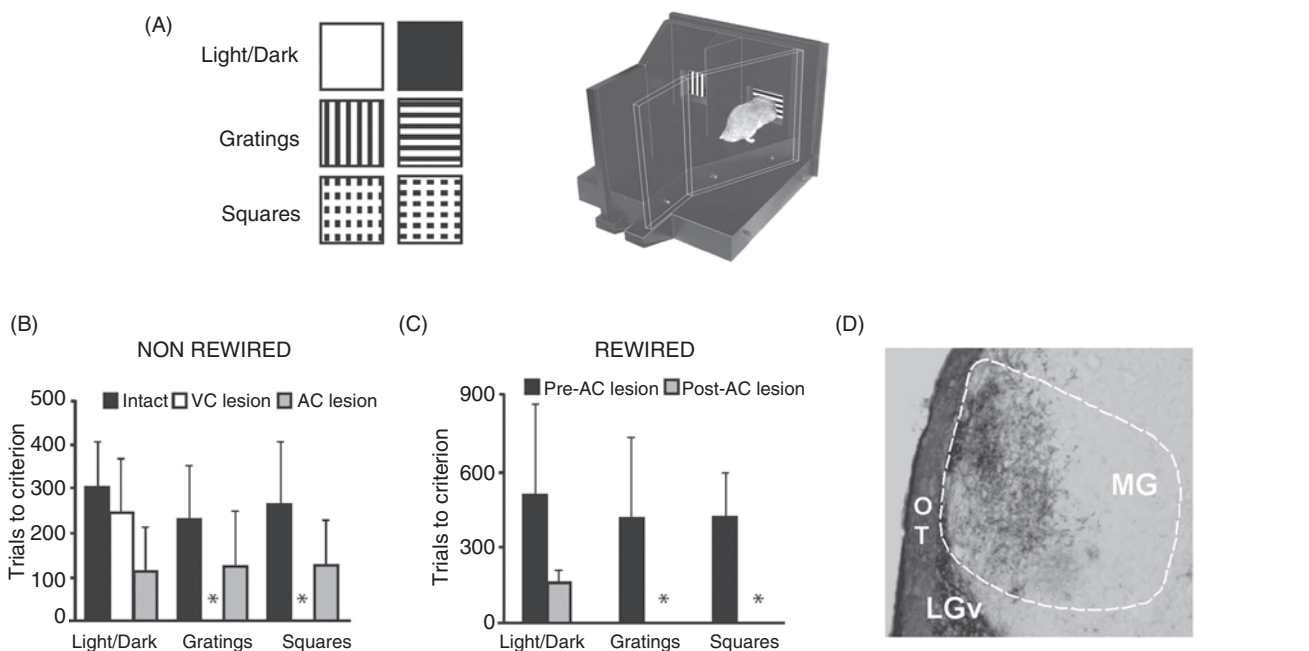 (A)
Light/Dark
Gratings
Squares
(B)
NON REWIRED
Intact VC lesion AC lesion
Trials to criterion
500
400
300
200
100
0
* *
Light/Dark Gratings Squares
(C)
REWIRED
Pre-AC lesion Post-AC lesion
Trials to criterion
900
600
300
0
* *
Light/Dark Gratings Squares
(D)
MG
O
T
LGv